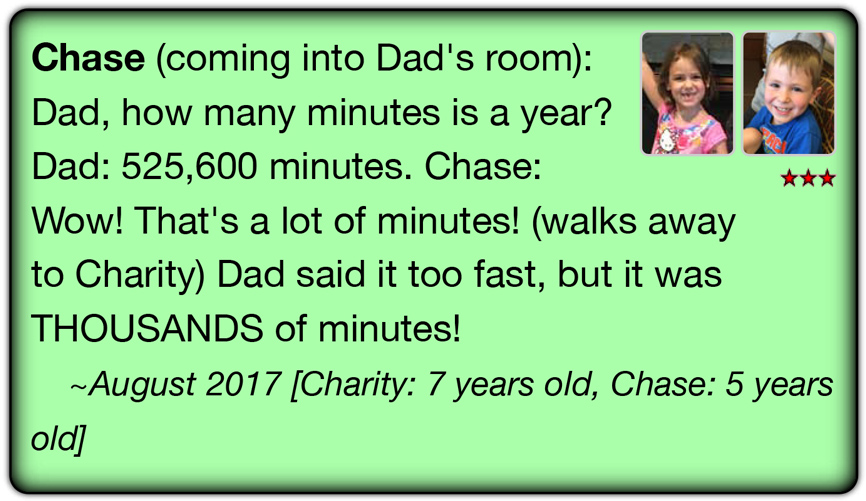 Chase (coming into Dad's room):
Dad, how many minutes is a year?
Dad: 525,600 minutes. Chase:
Wow! That's a lot of minutes! (walks away
to Charity) Dad said it too fast, but it was
THOUSANDS of minutes!
~August 2017 [Charity: 7 years old, Chase: 5 years
old]